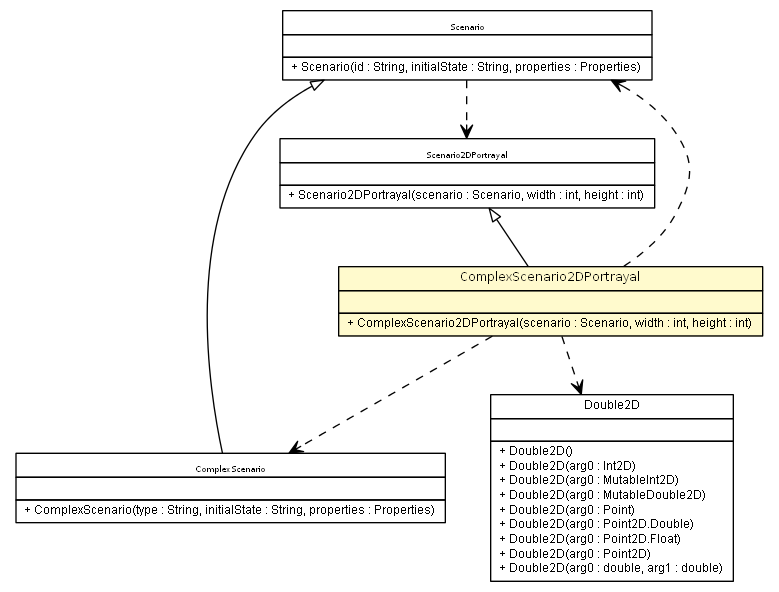 Scenario
+ Scenario(id : String, initialState : String, properties : Properties)
Scenario2DPortrayal
+ Scenario2DPortrayal(scenario : Scenario, width : int, height : int)
ComplexScenario2DPortrayal
+ ComplexScenario2DPortrayal(scenario : Scenario, width : int, height : int)
Double2D
+ Double2D()
+ Double2D(arg0 : Int2D)
+ Double2D(arg0 : MutableInt2D)
+ Double2D(arg0 : MutableDouble2D)
+ Double2D(arg0 : Point)
+ Double2D(arg0 : Point2D.Double)
+ Double2D(arg0 : Point2D.Float)
+ Double2D(arg0 : Point2D)
+ Double2D(arg0 : double, arg1 : double)
ComplexScenario
+ ComplexScenario(type : String, initialState : String, properties : Properties)